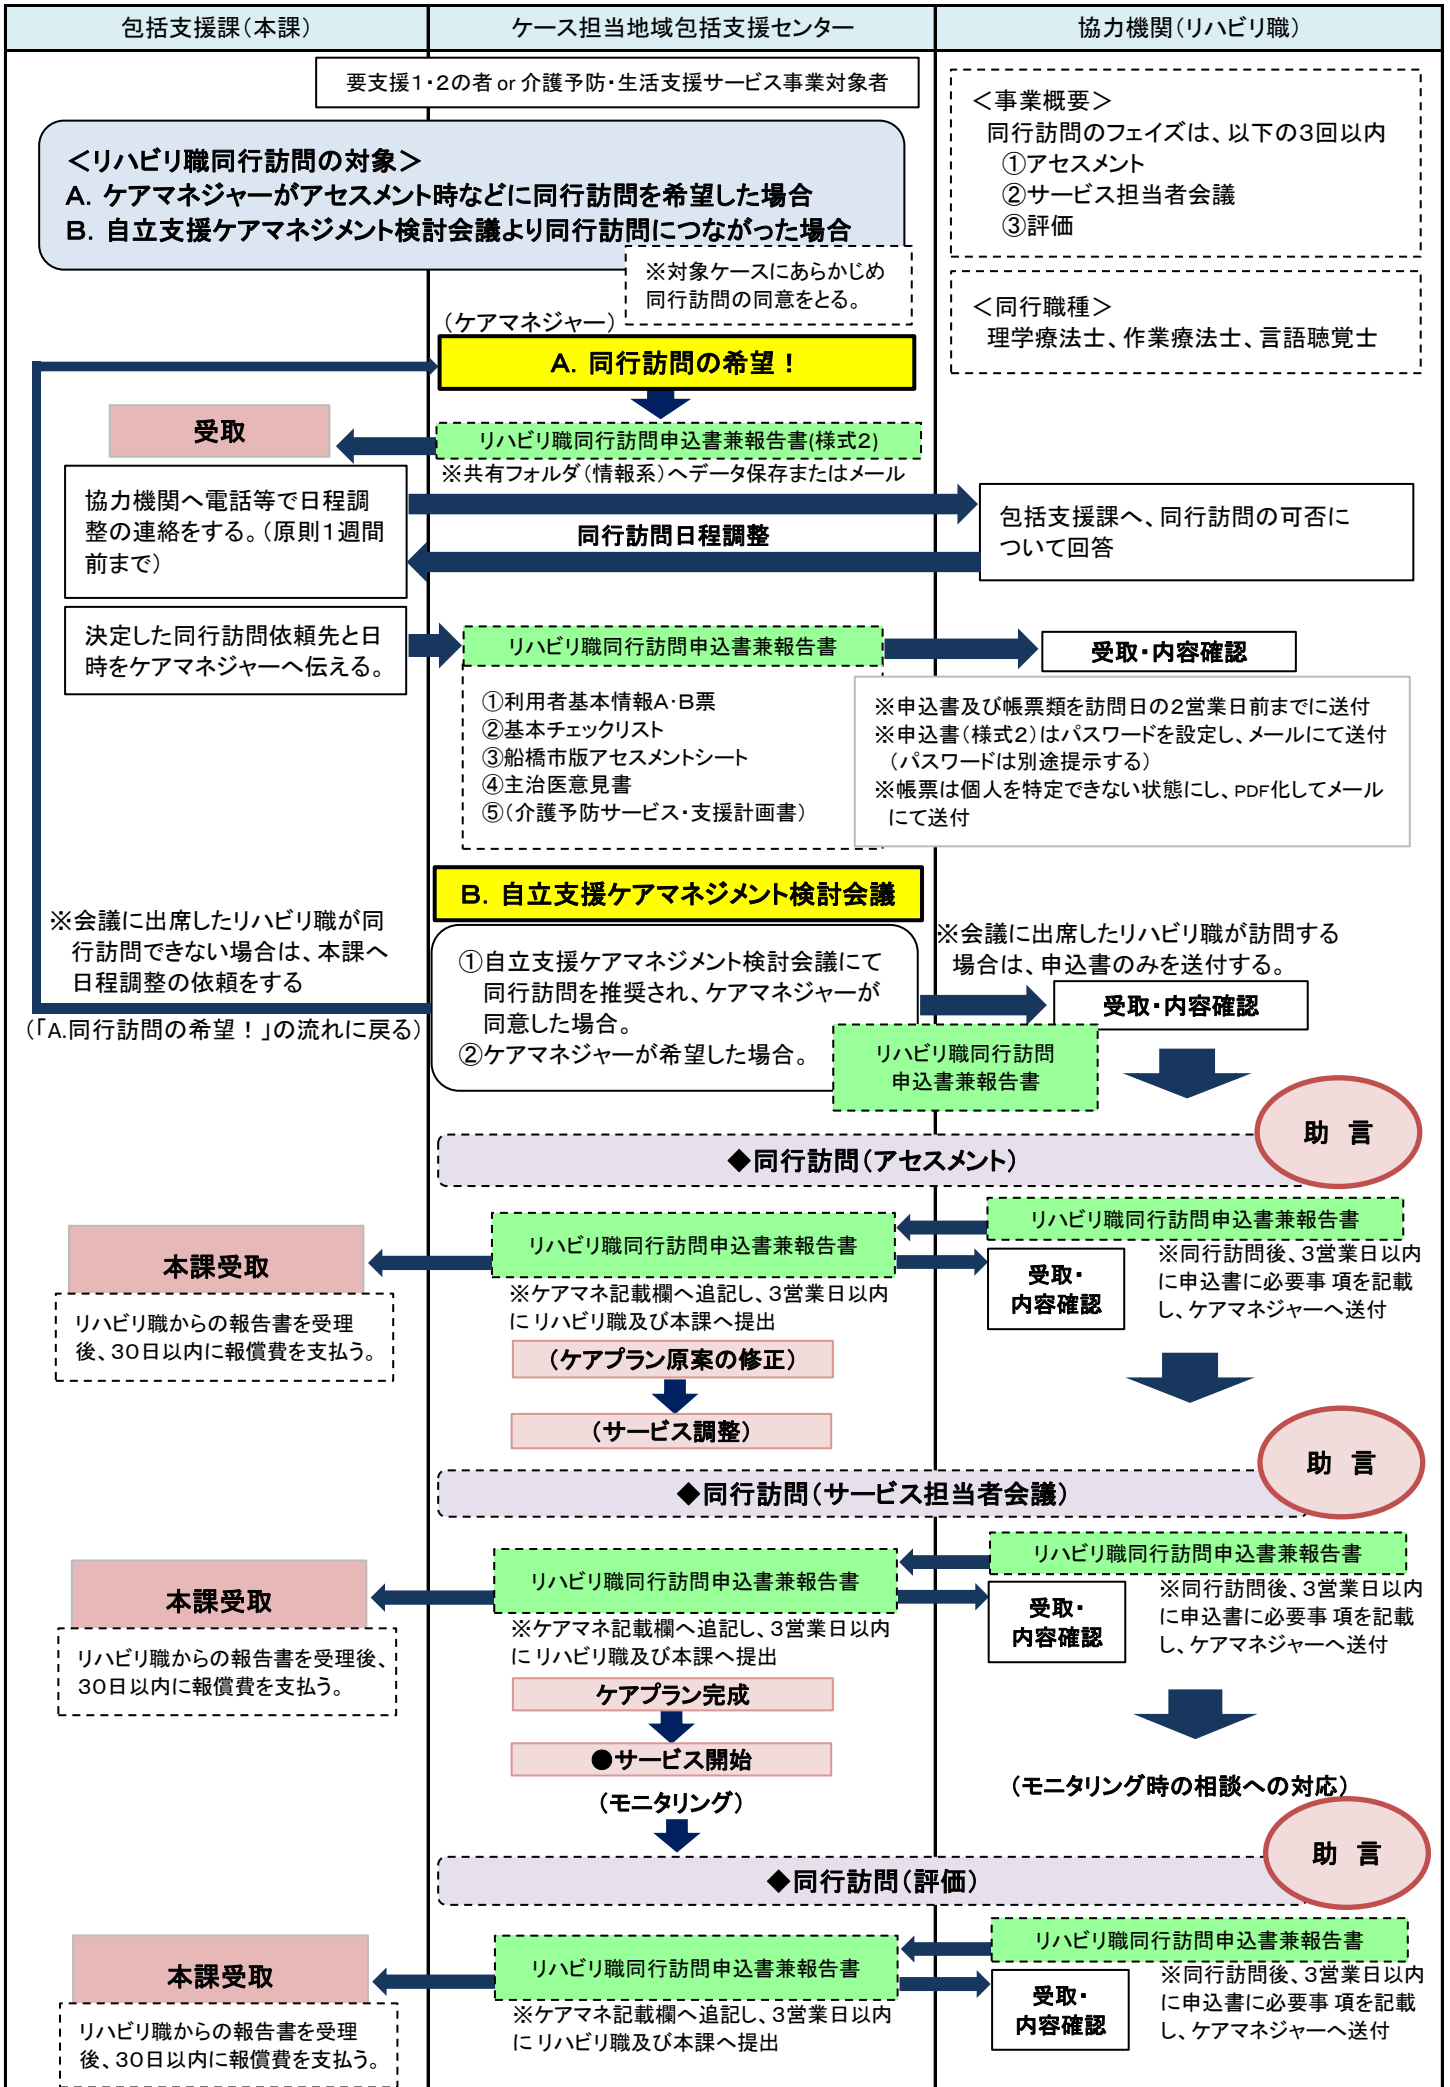 包括支援課（本課）
ケース担当地域包括支援センター
協力機関（リハビリ職）
要支援１・２の者 or 介護予防・生活支援サービス事業対象者
＜リハビリ職同行訪問の対象＞
Ａ．ケアマネジャーがアセスメント時などに同行訪問を希望した場合
Ｂ．自立支援ケアマネジメント検討会議より同行訪問につながった場合
※対象ケースにあらかじめ
同行訪問の同意をとる。
＜事業概要＞
同行訪問のフェイズは、以下の３回以内
①アセスメント
②サービス担当者会議
③評価
＜同行職種＞
理学療法士、作業療法士、言語聴覚士
（ケアマネジャー）
Ａ．同行訪問の希望！
受取
リハビリ職同行訪問申込書兼報告書(様式２)
※共有フォルダ（情報系）へデータ保存またはメール
協力機関へ電話等で日程調
整の連絡をする。（原則１週間
前まで）
同行訪問日程調整
包括支援課へ、同行訪問の可否に
ついて回答
決定した同行訪問依頼先と日
時をケアマネジャーへ伝える。
リハビリ職同行訪問申込書兼報告書
①利用者基本情報Ａ・Ｂ票
②基本チェックリスト
③船橋市版アセスメントシート
④主治医意見書
⑤（介護予防サービス・支援計画書）
受取・内容確認
※申込書及び帳票類を訪問日の２営業日前までに送付
※申込書（様式２）はパスワードを設定し、メールにて送付
（パスワードは別途提示する）
※帳票は個人を特定できない状態にし、PDF化してメール
にて送付
Ｂ．自立支援ケアマネジメント検討会議
※会議に出席したリハビリ職が同
行訪問できない場合は、本課へ
日程調整の依頼をする
（「A.同行訪問の希望！」の流れに戻る）
①自立支援ケアマネジメント検討会議にて
同行訪問を推奨され、ケアマネジャーが
同意した場合。
②ケアマネジャーが希望した場合。
※会議に出席したリハビリ職が訪問する
場合は、申込書のみを送付する。
受取・内容確認
リハビリ職同行訪問
申込書兼報告書
助 言
◆同行訪問（アセスメント）
リハビリ職同行訪問申込書兼報告書
リハビリ職同行訪問申込書兼報告書
本課受取
リハビリ職からの報告書を受理
後、３０日以内に報償費を支払う。
※ケアマネ記載欄へ追記し、３営業日以内
に リハビリ職及び本課へ提出
受取・
内容確認
※同行訪問後、３営業日以内
に申込書に必要事 項を記載
し、ケアマネジャーへ送付
（ケアプラン原案の修正）
（サービス調整）
助 言
◆同行訪問（サービス担当者会議）
リハビリ職同行訪問申込書兼報告書
リハビリ職同行訪問申込書兼報告書
本課受取
リハビリ職からの報告書を受理後、
３０日以内に報償費を支払う。
※ケアマネ記載欄へ追記し、３営業日以内
に リハビリ職及び本課へ提出
受取・
内容確認
※同行訪問後、３営業日以内
に申込書に必要事 項を記載
し、ケアマネジャーへ送付
ケアプラン完成
●サービス開始
（モニタリング）
（モニタリング時の相談への対応）
助 言
◆同行訪問（評価）
リハビリ職同行訪問申込書兼報告書
リハビリ職同行訪問申込書兼報告書
本課受取
リハビリ職からの報告書を受理
後、３０日以内に報償費を支払う。
※ケアマネ記載欄へ追記し、３営業日以内
に リハビリ職及び本課へ提出
受取・
内容確認
※同行訪問後、３営業日以内
に申込書に必要事 項を記載
し、ケアマネジャーへ送付